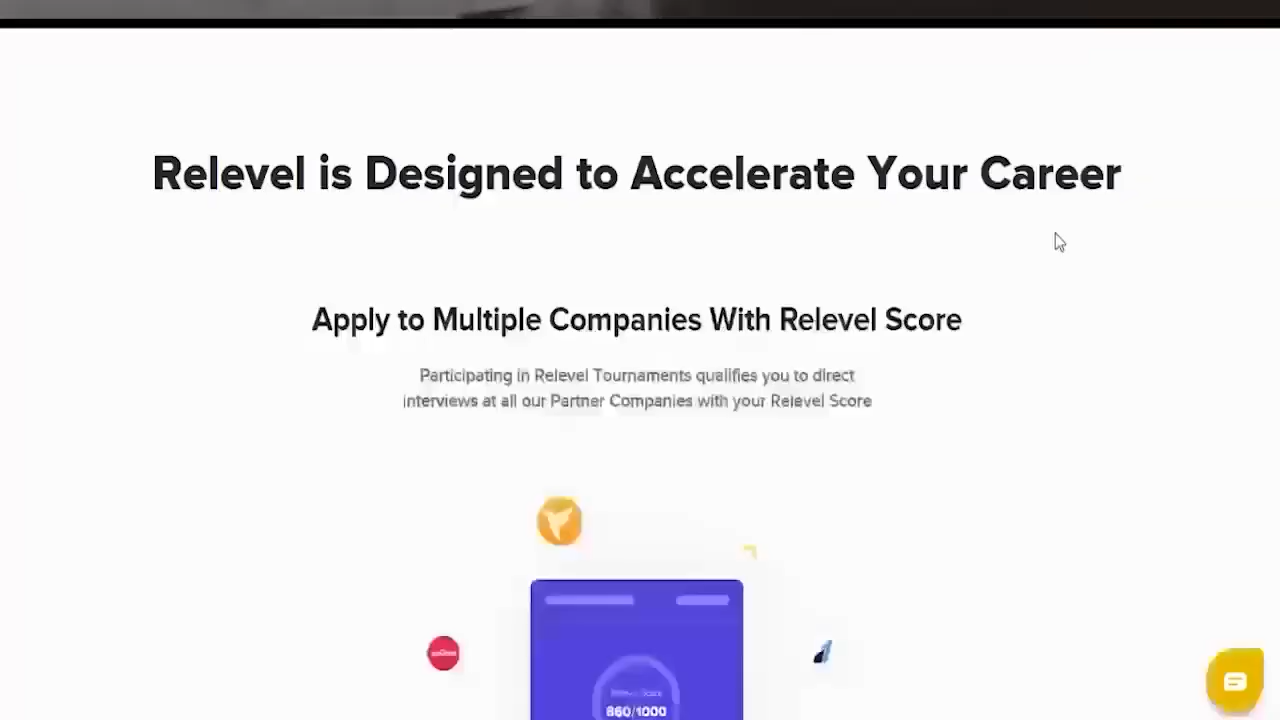 Relevel is Designed to Accelerate Your Career
Apply to Multiple Companies With Relevel Score
Participating in Relevel Tournaments qualifies you to direct
interviews at all our Partner Companies with your Relevel Score
860/1000